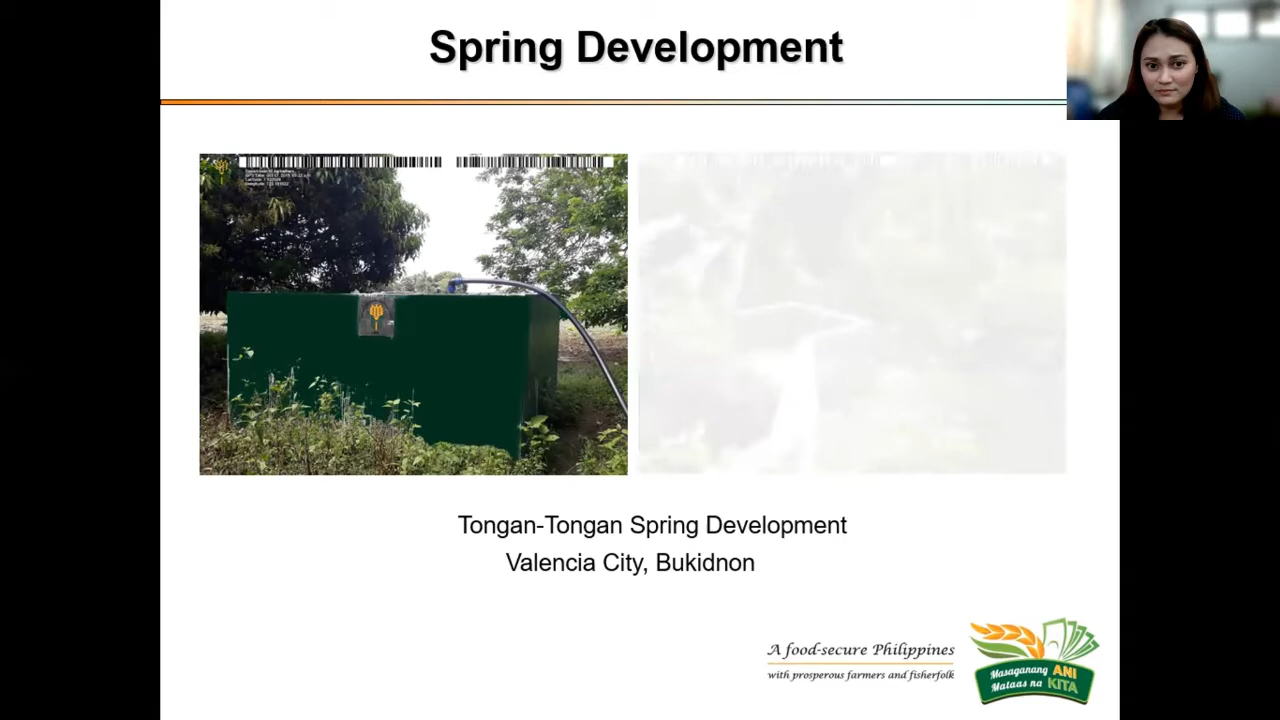 Spring Development
Tongan-Tongan Spring Development
Valencia City, Bukidnon
A food-secure Philippines
with prosperous farmers and fisherfolk
Masaganang ANI
Mataas na KITA